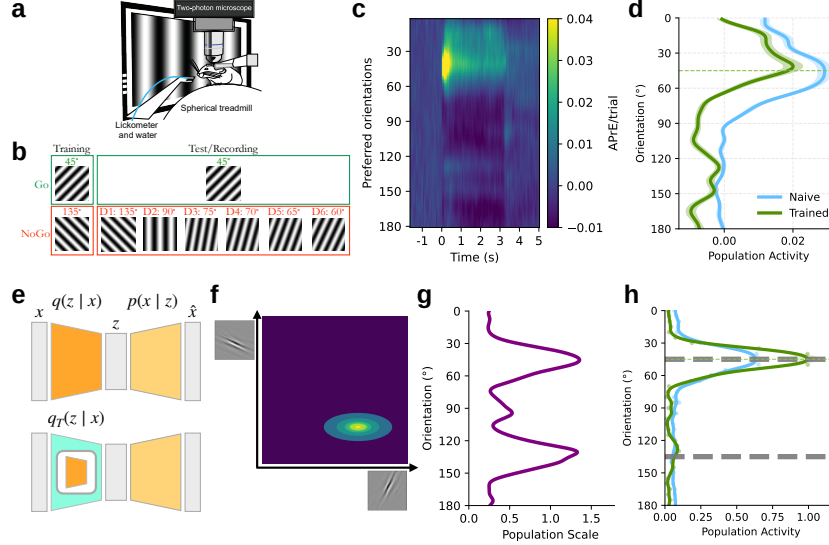 a
Two-photon microscope
Spherical treadmill
Lickometer
and water
b
Training
Test/Recording
45°
45°
Go
135°
D1: 135°
D2: 90°
D3: 75°
D4: 70°
D5: 65°
D6: 60°
NoGo
c
Preferred orientations
30
60
90
120
150
180
-1
0
1
2
3
4
5
Time (s)
0.04
0.03
0.02
0.01
0.00
−0.01
APrE/trial
d
Orientation (°)
0
30
60
90
120
150
180
0.00
0.02
Population Activity
Naive
Trained
e
q(z | x)
p(x | z)
x
z
x̂
q_T(z | x)
f
g
Orientation (°)
0
30
60
90
120
150
180
0.0
0.5
1.0
1.5
Population Scale
h
Orientation (°)
0
30
60
90
120
150
180
0.00
0.25
0.50
0.75
1.00
Population Activity